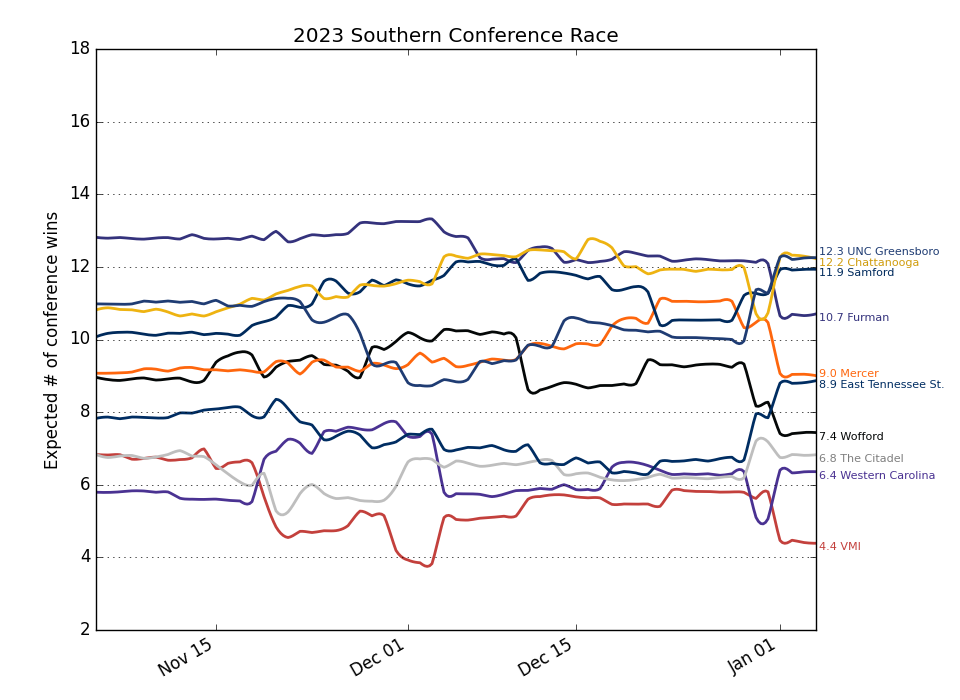 2023 Southern Conference Race
Expected # of conference wins
18
16
14
12
10
8
6
4
2
Nov 15
Dec 01
Dec 15
Jan 01
12.3 UNC Greensboro
12.2 Chattanooga
11.9 Samford
10.7 Furman
9.0 Mercer
8.9 East Tennessee St.
7.4 Wofford
6.8 The Citadel
6.4 Western Carolina
4.4 VMI